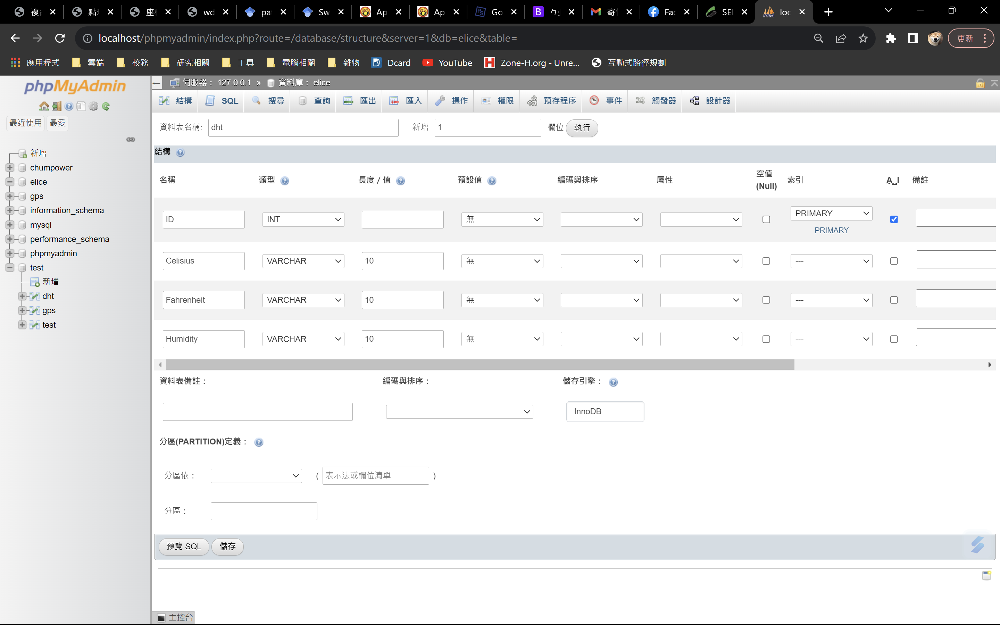 複 點 座 wd pa Sw Ap Ap Go 互 寄 Fac SEI loc
localhost/phpmyadmin/index.php?route=/database/structure&server=1&db=elice&table=
更新
應用程式 雲端 校務 研究相關 工具 電腦相關 雜物 Dcard YouTube Zone-H.org - Unre... 互動式路徑規劃
phpMyAdmin
最近使用 最愛
新增
chumpower
elice
gps
information_schema
mysql
performance_schema
phpmyadmin
test
新增
dht
gps
test
伺服器： 127.0.0.1 » 資料庫： elice
結構 SQL 搜尋 查詢 匯出 匯入 操作 權限 預存程序 事件 觸發器 設計器
資料表名稱: dht 新增 1 欄位 執行
結構
名稱 類型 長度 / 值 預設值 編碼與排序 屬性 空值 (Null) 索引 A_I 備註
ID INT 無 PRIMARY
PRIMARY
Celisius VARCHAR 10 無 ---
Fahrenheit VARCHAR 10 無 ---
Humidity VARCHAR 10 無 ---
資料表備註： 編碼與排序： 儲存引擎：
InnoDB
分區(PARTITION)定義：
分區依： ( 表示法或欄位清單 )
分區：
預覽 SQL 儲存
主控台